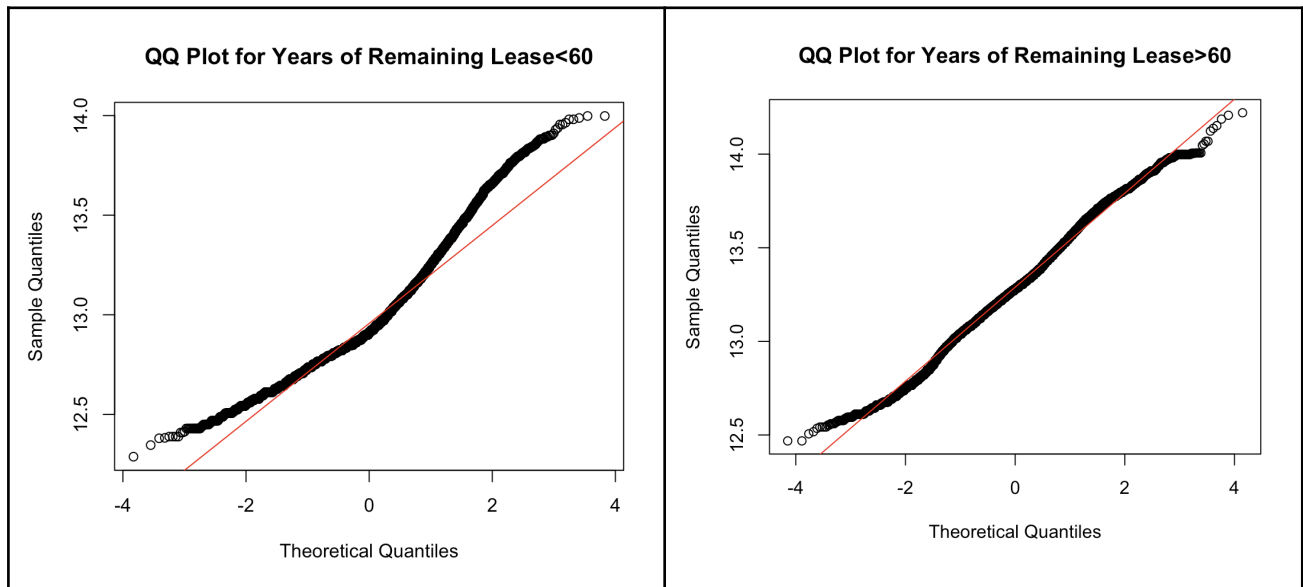 QQ Plot for Years of Remaining Lease<60
14.0
13.5
13.0
12.5
Sample Quantiles
-4 -2 0 2 4
Theoretical Quantiles
QQ Plot for Years of Remaining Lease>60
14.0
13.5
13.0
12.5
Sample Quantiles
-4 -2 0 2 4
Theoretical Quantiles